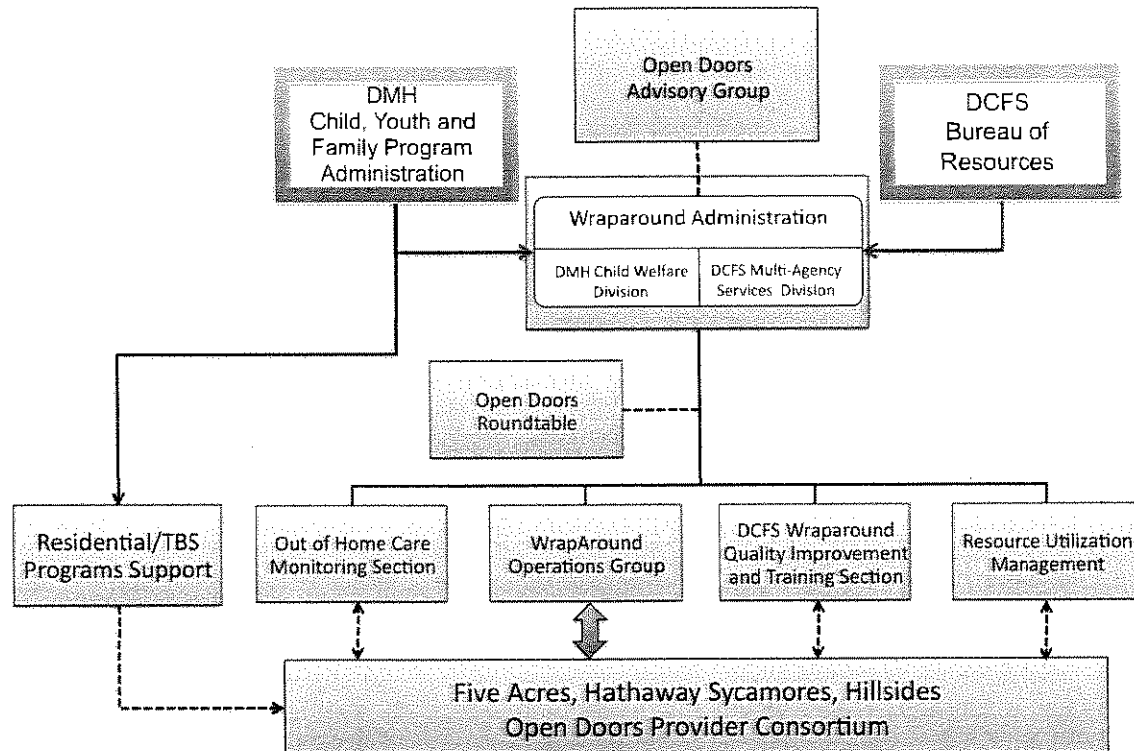 Open Doors
Advisory Group
DMH
Child, Youth and
Family Program
Administration
DCFS
Bureau of
Resources
Wraparound Administration
DMH Child Welfare
Division
DCFS Multi-Agency
Services Division
Open Doors
Roundtable
Residential/TBS
Programs Support
Out of Home Care
Monitoring Section
WrapAround
Operations Group
DCFS Wraparound
Quality Improvement
and Training Section
Resource Utilization
Management
Five Acres, Hathaway Sycamores, Hillsides
Open Doors Provider Consortium